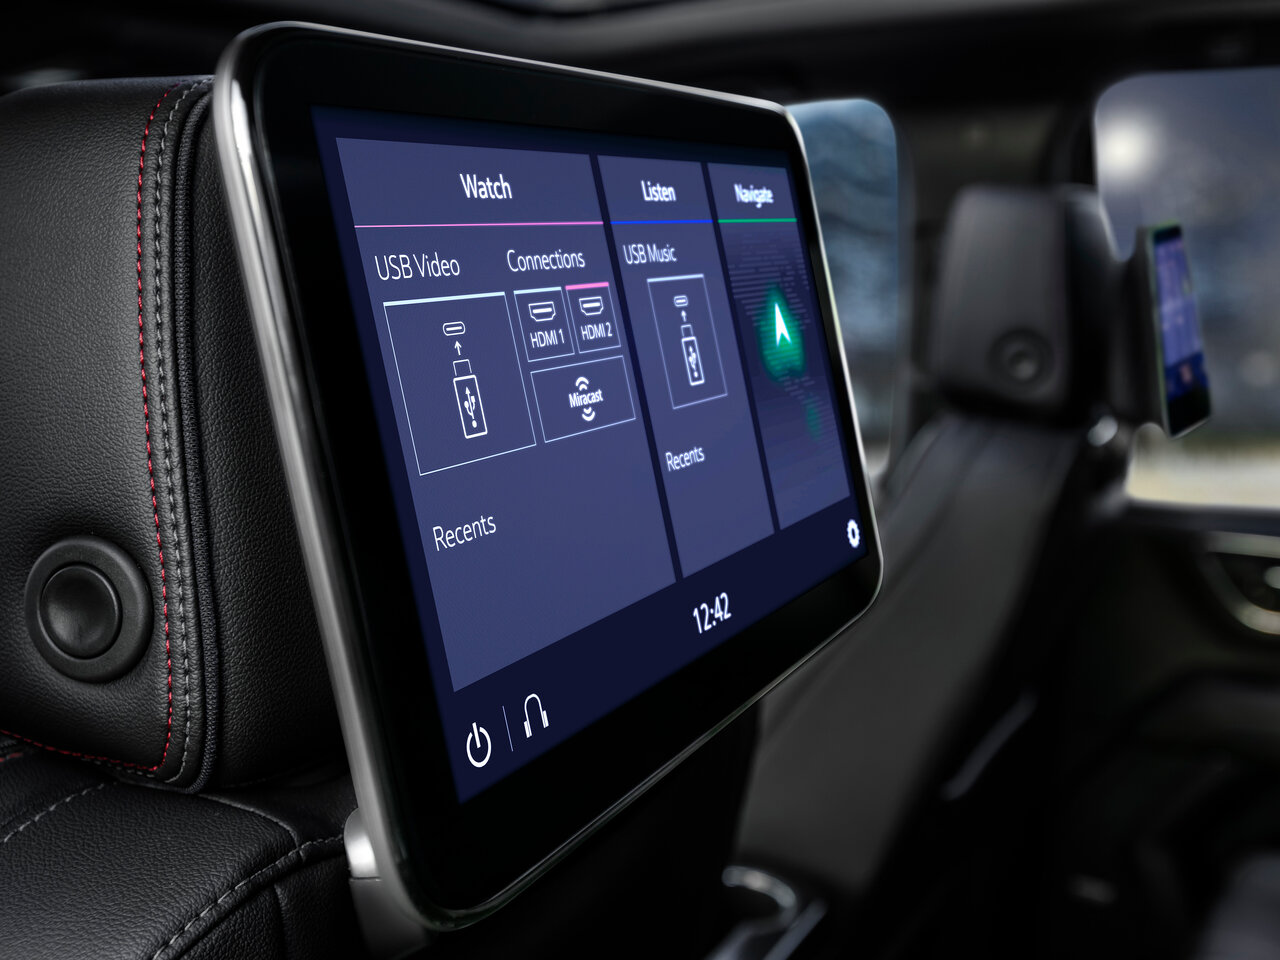 Watch
Listen
Navigate
USB Video
Connections
USB Music
HDMI 1
HDMI 2
Miracast
Recents
Recents
12:42